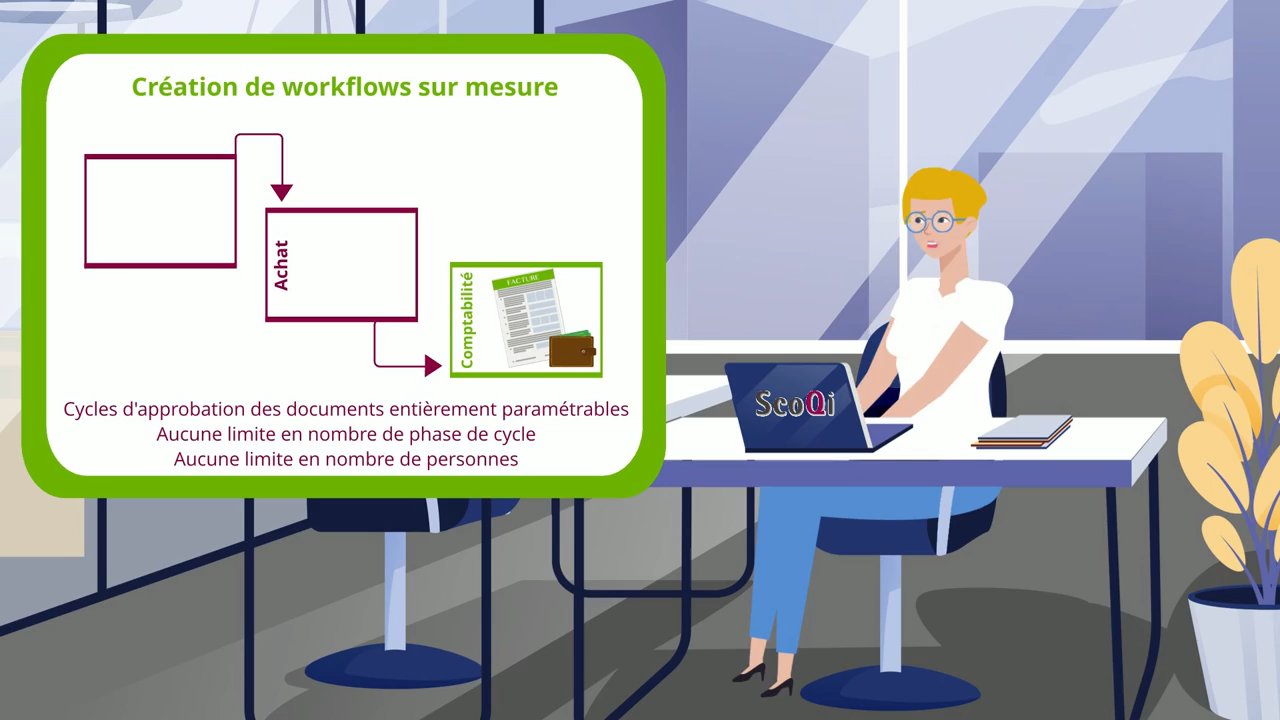 Création de workflows sur mesure
Achat
Comptabilité
FACTURE
Cycles d'approbation des documents entièrement paramétrables
Aucune limite en nombre de phase de cycle
Aucune limite en nombre de personnes
ScoQi